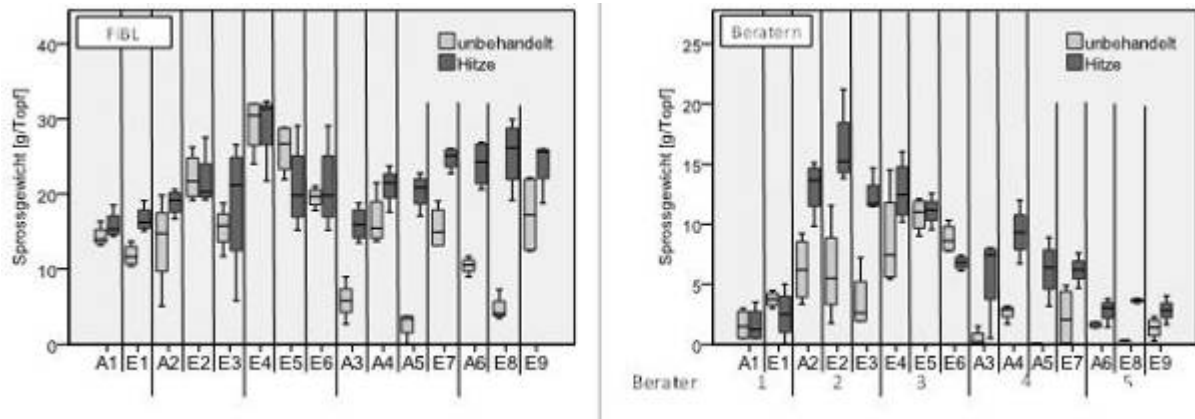 FiBL
unbehandelt
Hitze
Sprossgewicht [g/Topf]
40
30
20
10
0
A1 E1 A2 E2 E3 E4 E5 E6 A3 A4 A5 E7 A6 E8 E9
Beratern
unbehandelt
Hitze
Sprossgewicht [g/Topf]
25
20
15
10
5
0
A1 E1 A2 E2 E3 E4 E5 E6 A3 A4 A5 E7 A6 E8 E9
Berater 1 2 3 4 5